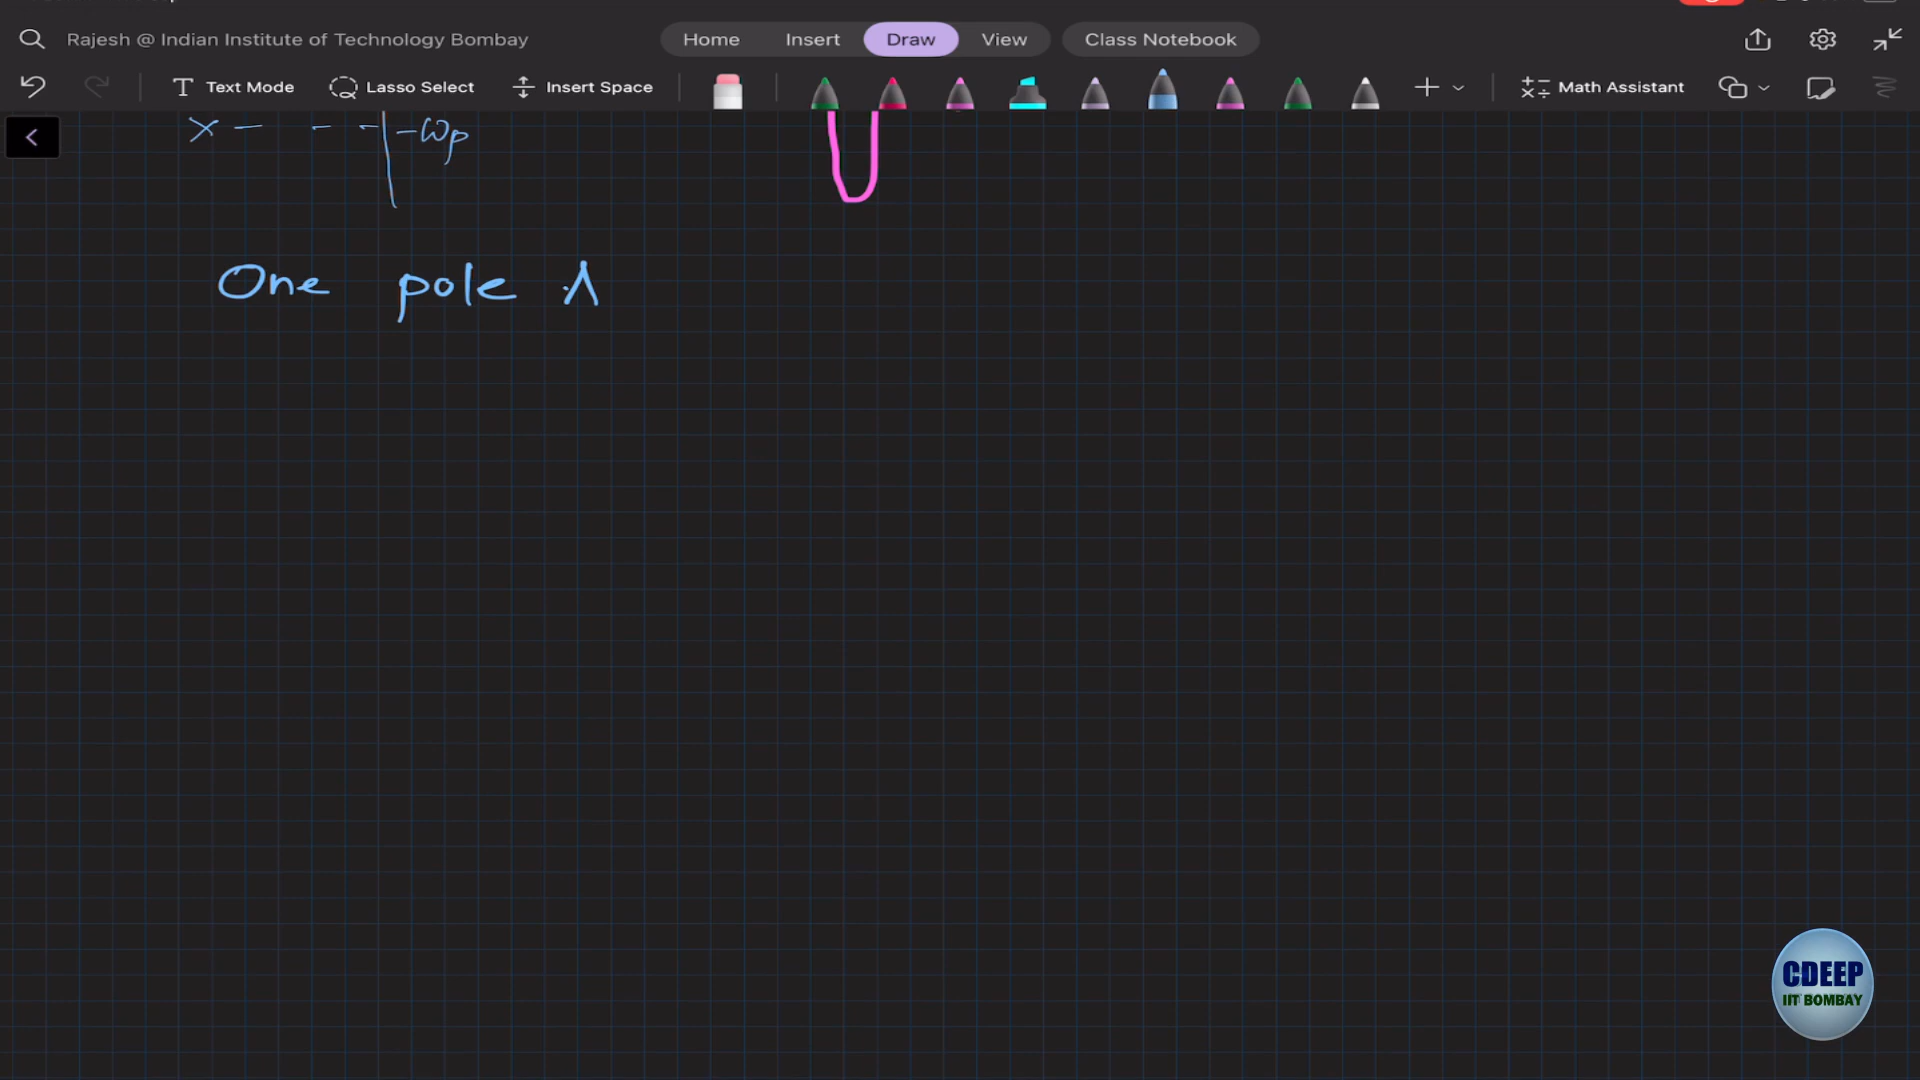 Rajesh @ Indian Institute of Technology Bombay
Home Insert Draw View Class Notebook
Text Mode Lasso Select Insert Space Math Assistant
x - - - -ωp
One pole
CDEEP
IIT BOMBAY